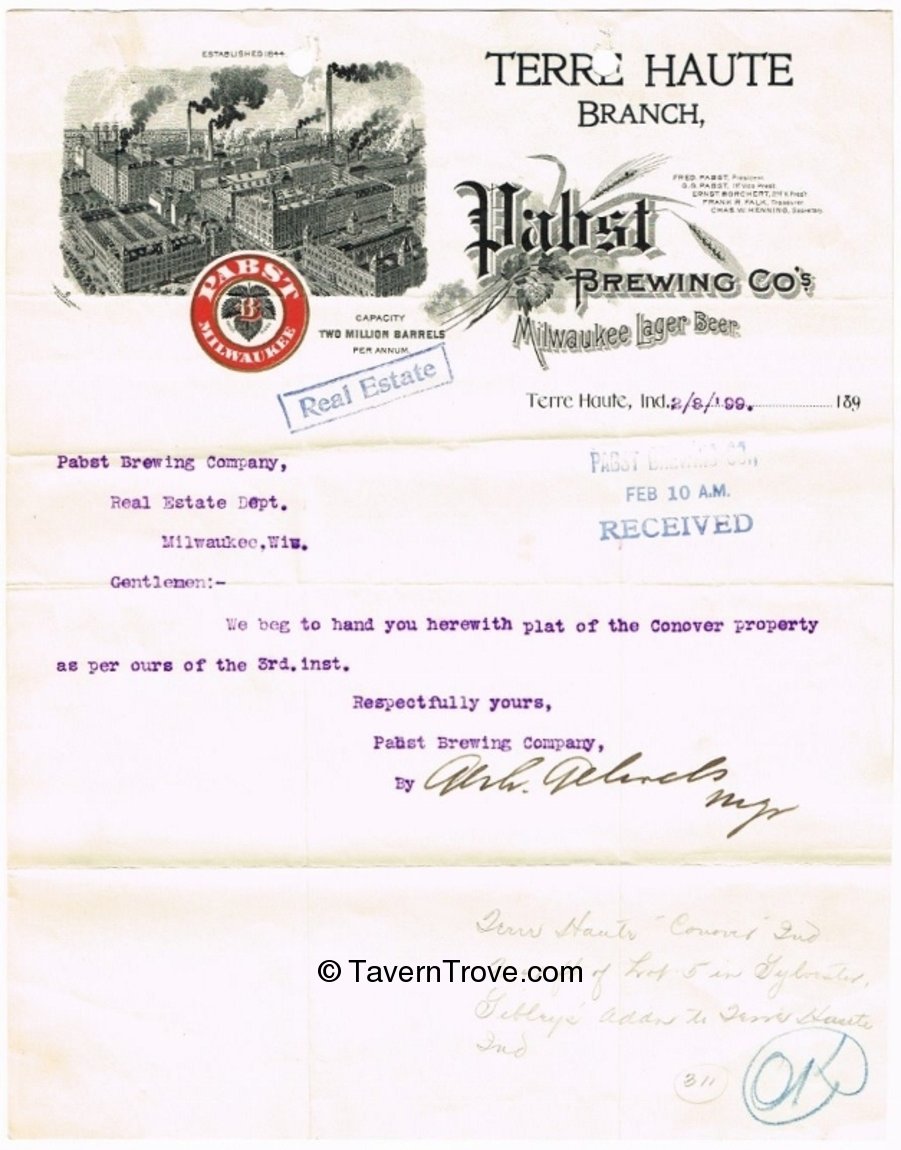 ESTABLISHED 1844
TERRE HAUTE
BRANCH,
Pabst
BREWING CO'S
Milwaukee Lager Beer
FRED. PABST, President
G. G. PABST, 1st Vice Prest.
ERNST BORCHERT, 2nd V. Prest.
FRANK R. FALK, Treasurer
CHAS. W. HENNING, Secretary
PABST
B
MILWAUKEE
CAPACITY
TWO MILLION BARRELS
PER ANNUM
Real Estate
Terre Haute, Ind. 2/8/'99. 189
Pabst Brewing Company,
PABST BREWING CO.
Real Estate Dept.
FEB 10 A.M.
RECEIVED
Milwaukee, Wis.
Gentlemen:-
We beg to hand you herewith plat of the Conover property
as per ours of the 3rd. inst.
Respectfully yours,
Pabst Brewing Company,
By
Mgr
Terre Haute "Conover" Ind
of Lot 5 in
Sibley's Addn to Terre Haute
Ind
© TavernTrove.com
311
OK